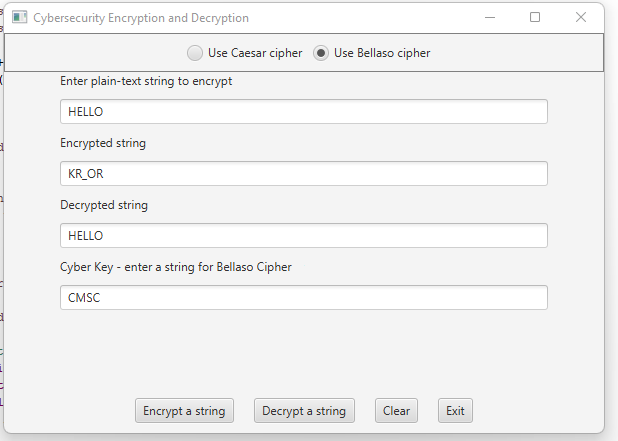 Cybersecurity Encryption and Decryption
Use Caesar cipher Use Bellaso cipher
Enter plain-text string to encrypt
HELLO
Encrypted string
KR_OR
Decrypted string
HELLO
Cyber Key - enter a string for Bellaso Cipher
CMSC
Encrypt a string Decrypt a string Clear Exit